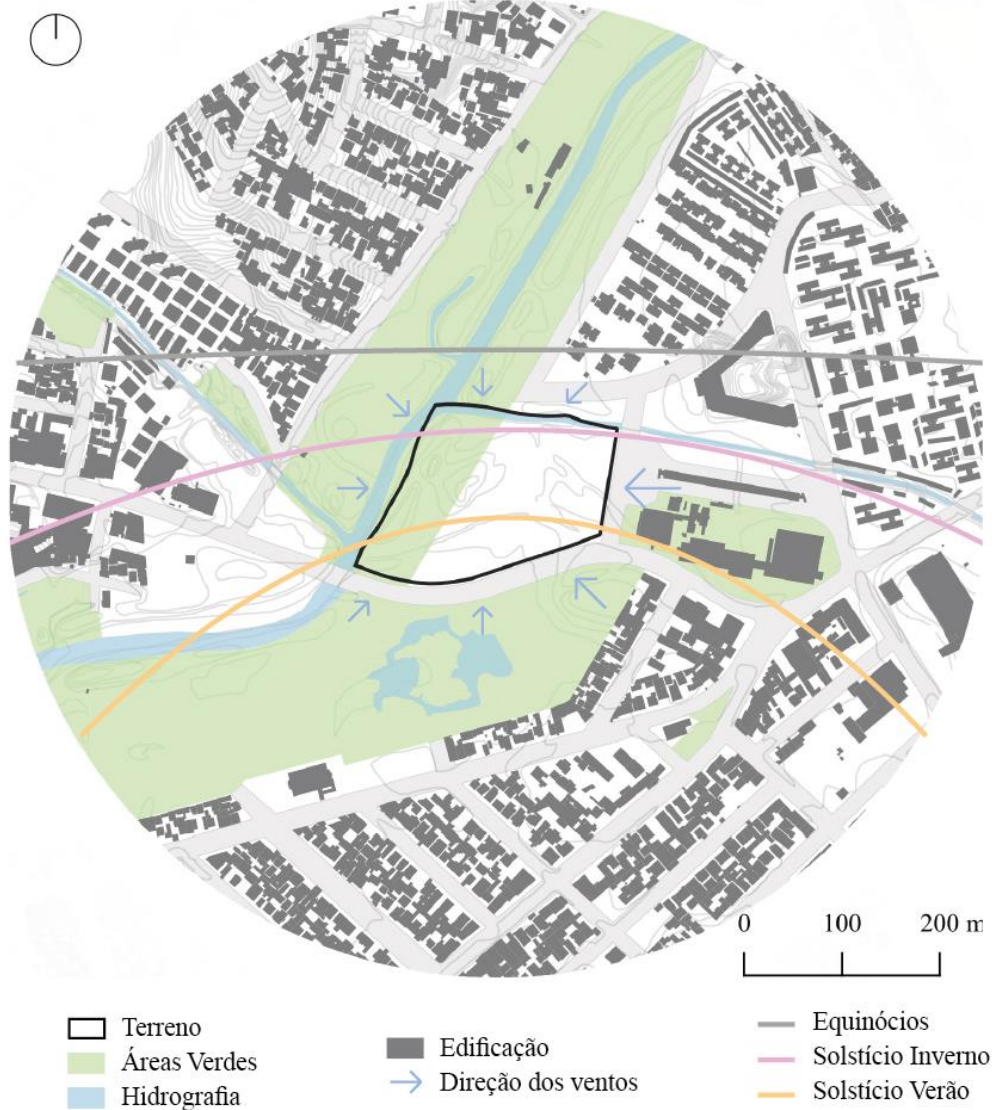 0 100 200 m
Terreno
Áreas Verdes
Hidrografia
Edificação
Direção dos ventos
Equinócios
Solstício Inverno
Solstício Verão